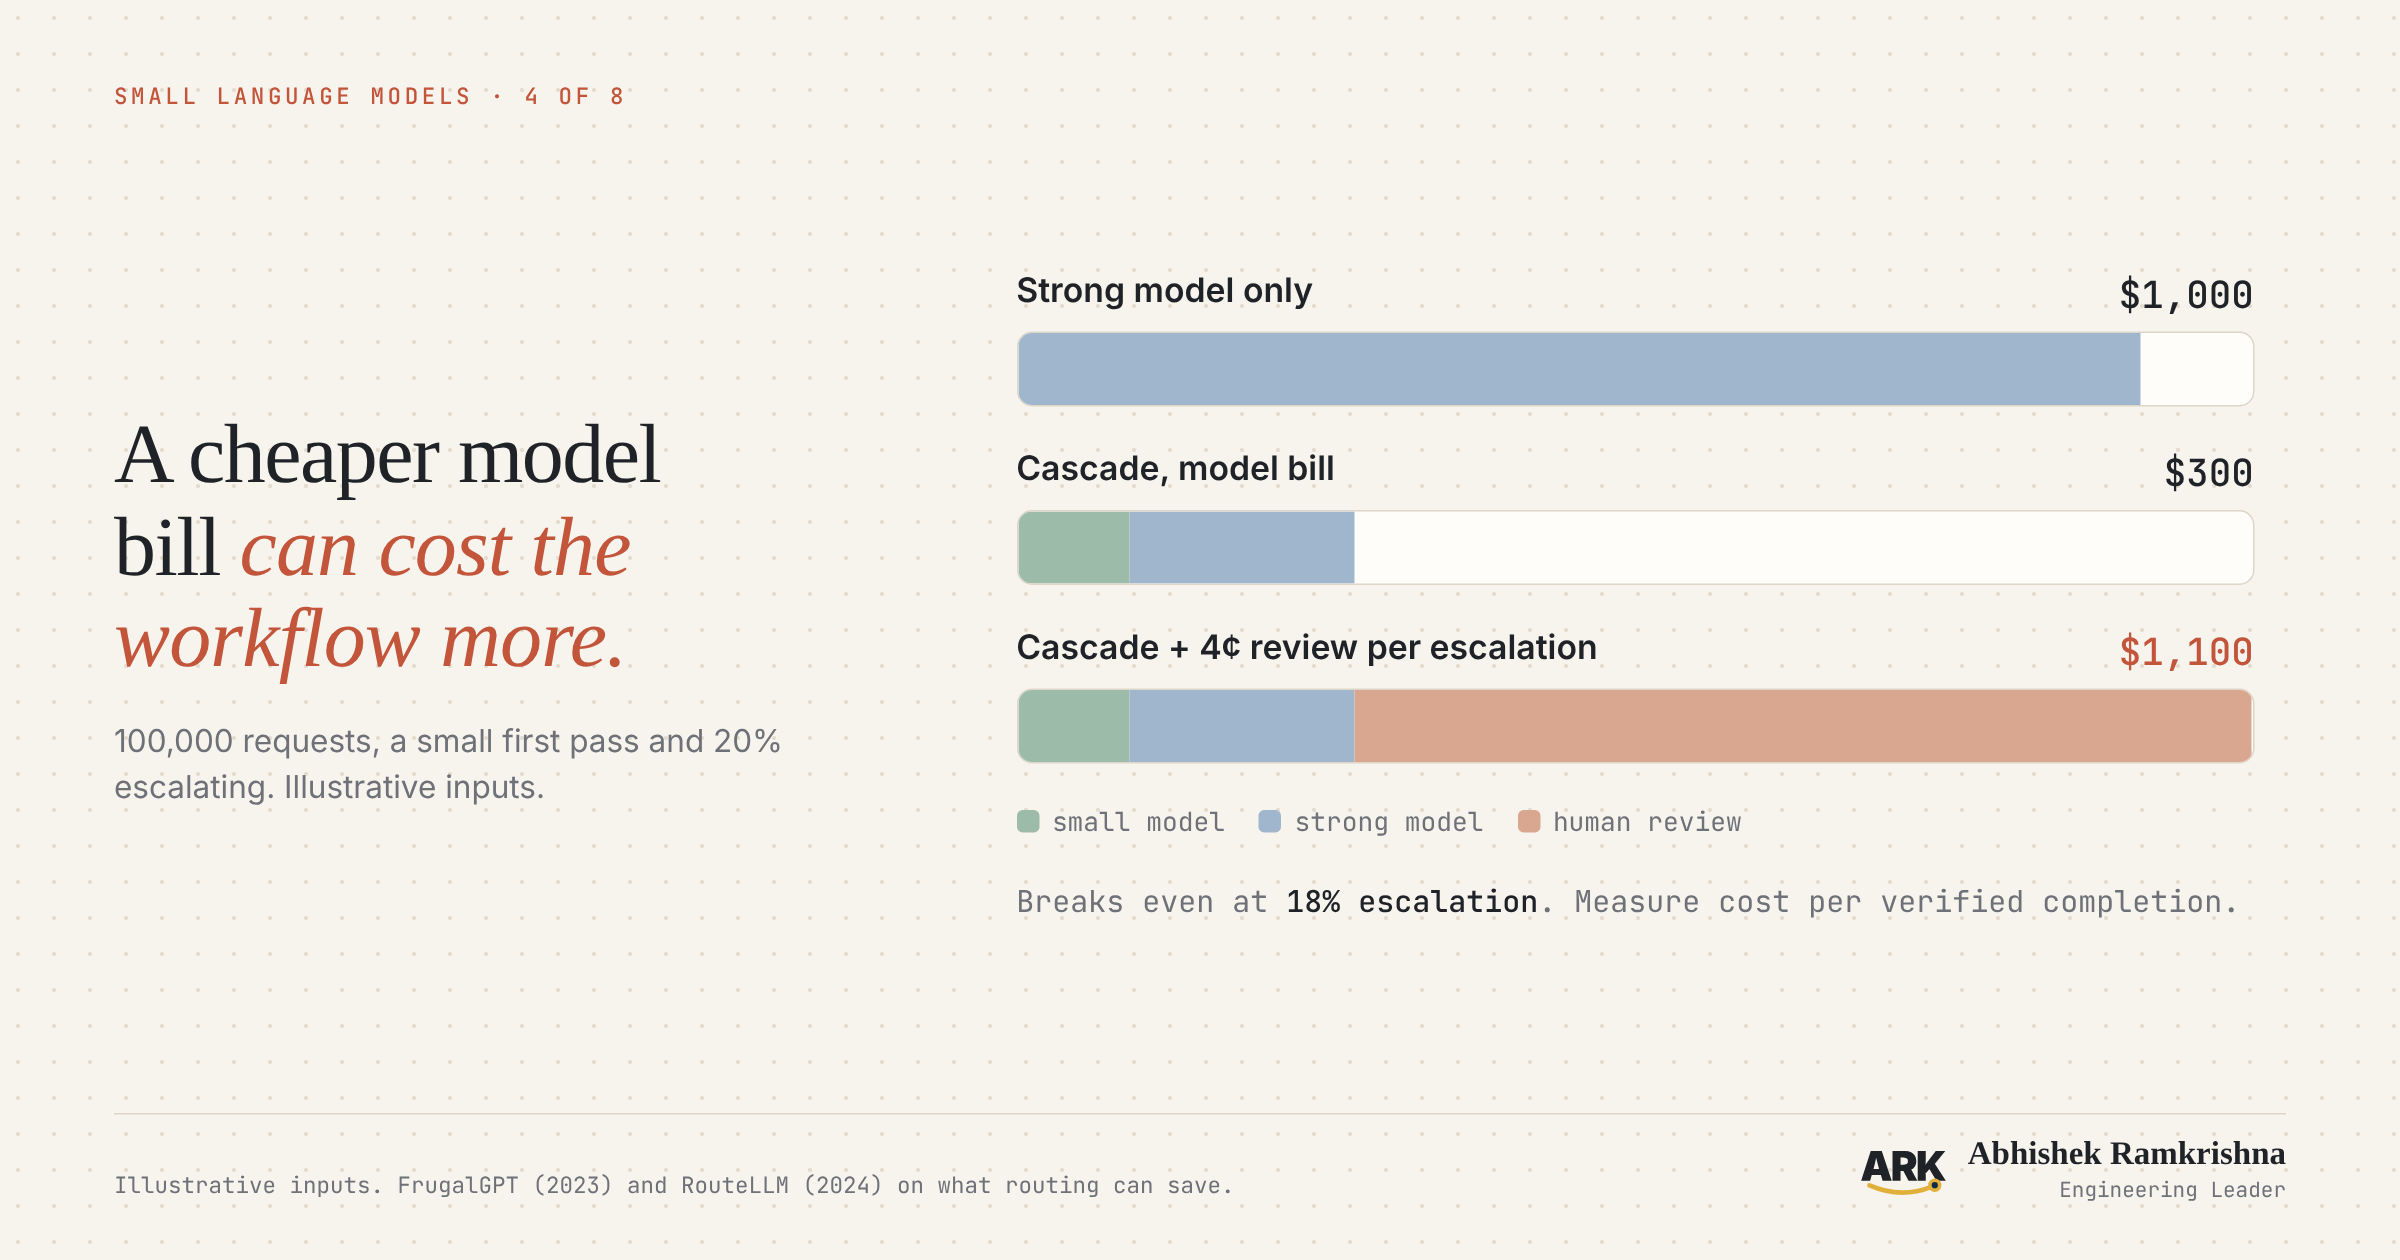 SMALL LANGUAGE MODELS · 4 OF 8
A cheaper model
bill can cost the
workflow more.
100,000 requests, a small first pass and 20%
escalating. Illustrative inputs.
Strong model only
$1,000
Cascade, model bill
$300
Cascade + 4¢ review per escalation
$1,100
small model
strong model
human review
Breaks even at 18% escalation. Measure cost per verified completion.
Illustrative inputs. FrugalGPT (2023) and RouteLLM (2024) on what routing can save.
ARK
Abhishek Ramkrishna
Engineering Leader